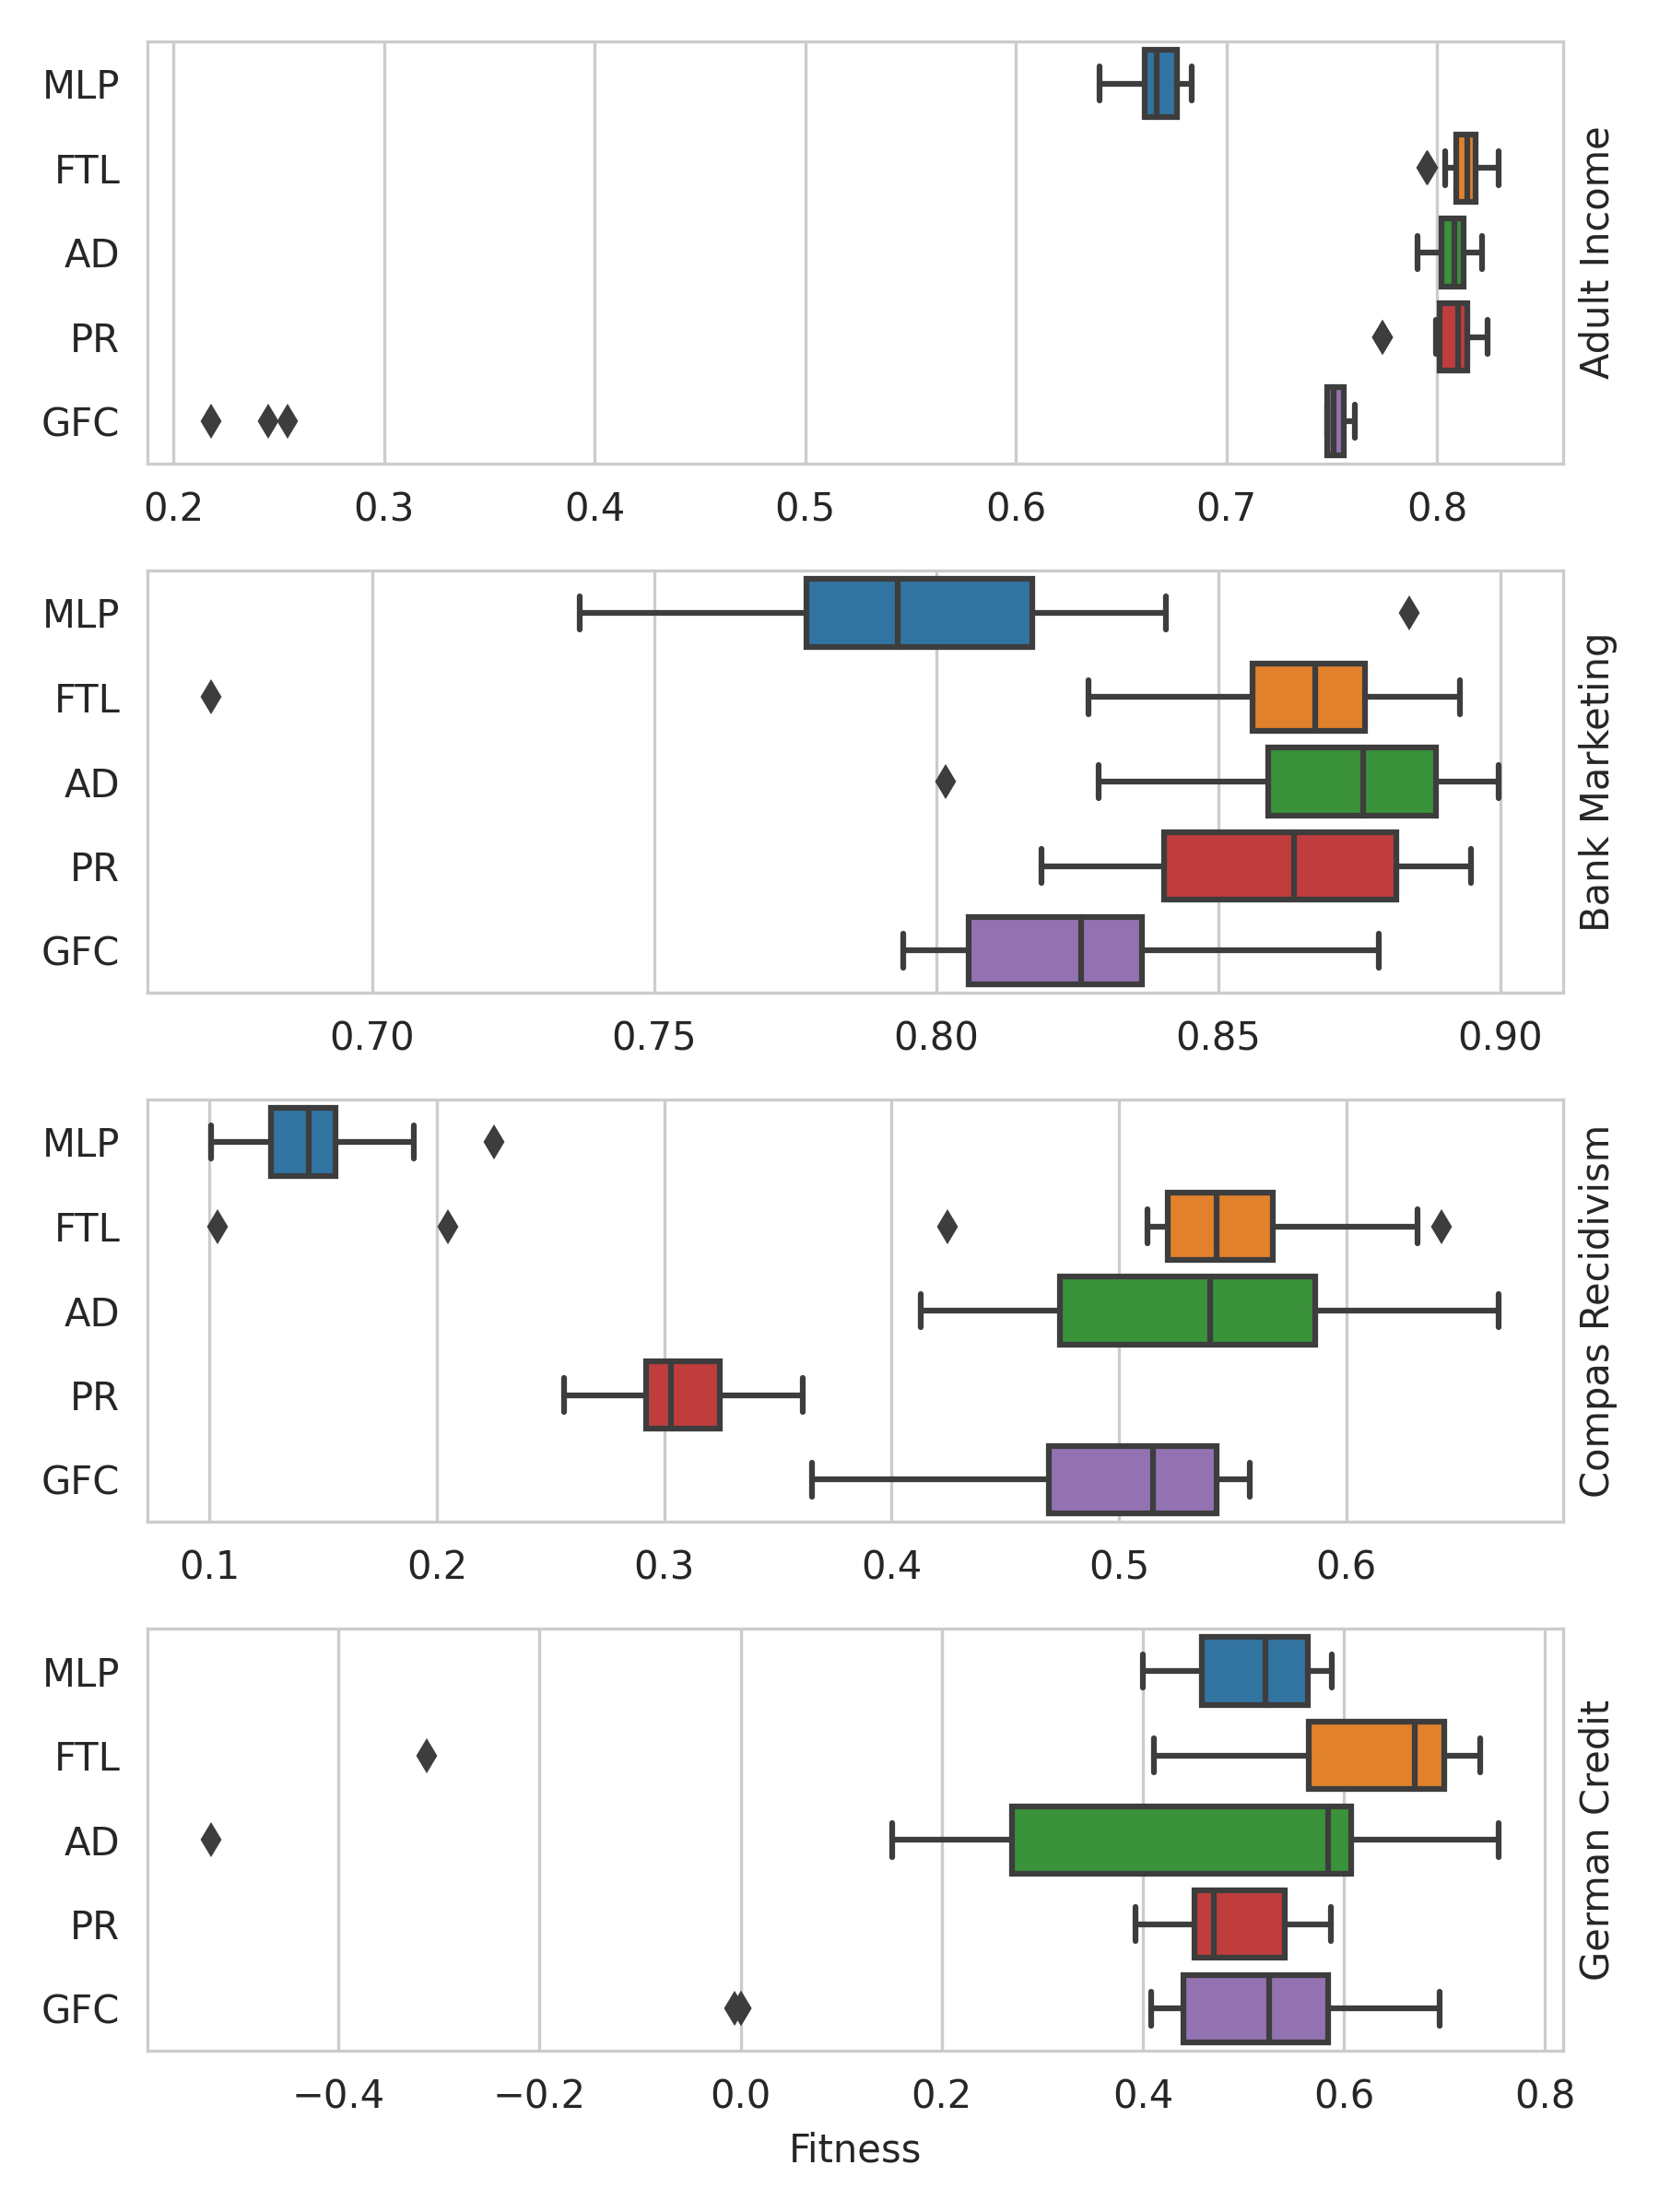 MLP
FTL
AD
PR
GFC
Adult Income
0.2 0.3 0.4 0.5 0.6 0.7 0.8
MLP
FTL
AD
PR
GFC
Bank Marketing
0.70 0.75 0.80 0.85 0.90
MLP
FTL
AD
PR
GFC
Compas Recidivism
0.1 0.2 0.3 0.4 0.5 0.6
MLP
FTL
AD
PR
GFC
German Credit
−0.4 −0.2 0.0 0.2 0.4 0.6 0.8
Fitness